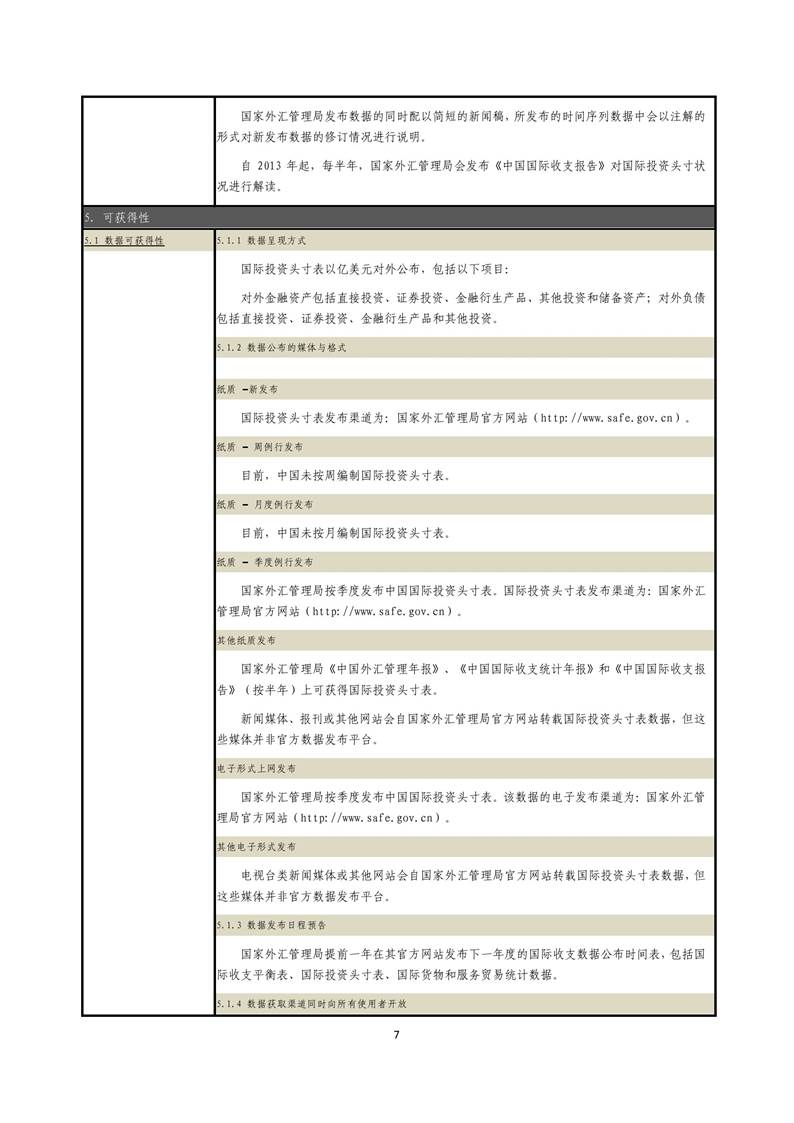 国家外汇管理局发布数据的同时配以简短的新闻稿，所发布的时间序列数据中会以注解的
形式对新发布数据的修订情况进行说明。
自 2013 年起，每半年，国家外汇管理局会发布《中国国际收支报告》对国际投资头寸状
况进行解读。
5. 可获得性
5.1 数据可获得性
5.1.1 数据呈现方式
国际投资头寸表以亿美元对外公布，包括以下项目：
对外金融资产包括直接投资、证券投资、金融衍生产品、其他投资和储备资产；对外负债
包括直接投资、证券投资、金融衍生产品和其他投资。
5.1.2 数据公布的媒体与格式
纸质 –新发布
国际投资头寸表发布渠道为：国家外汇管理局官方网站（http://www.safe.gov.cn）。
纸质 – 周例行发布
目前，中国未按周编制国际投资头寸表。
纸质 – 月度例行发布
目前，中国未按月编制国际投资头寸表。
纸质 – 季度例行发布
国家外汇管理局按季度发布中国国际投资头寸表。国际投资头寸表发布渠道为：国家外汇
管理局官方网站（http://www.safe.gov.cn）。
其他纸质发布
国家外汇管理局《中国外汇管理年报》、《中国国际收支统计年报》和《中国国际收支报
告》（按半年）上可获得国际投资头寸表。
新闻媒体、报刊或其他网站会自国家外汇管理局官方网站转载国际投资头寸表数据，但这
些媒体并非官方数据发布平台。
电子形式上网发布
国家外汇管理局按季度发布中国国际投资头寸表。该数据的电子发布渠道为：国家外汇管
理局官方网站（http://www.safe.gov.cn）。
其他电子形式发布
电视台类新闻媒体或其他网站会自国家外汇管理局官方网站转载国际投资头寸表数据，但
这些媒体并非官方数据发布平台。
5.1.3 数据发布日程预告
国家外汇管理局提前一年在其官方网站发布下一年度的国际收支数据公布时间表，包括国
际收支平衡表、国际投资头寸表、国际货物和服务贸易统计数据。
5.1.4 数据获取渠道同时向所有使用者开放
7